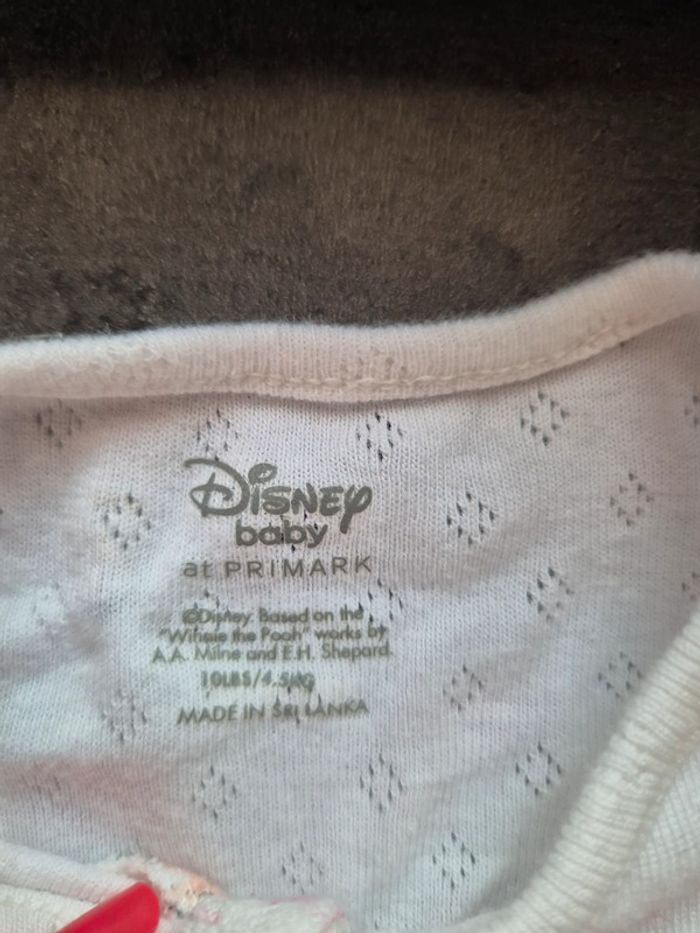 Disney
baby
at PRIMARK
©Disney. Based on the
"Winnie the Pooh" works by
A.A. Milne and E.H. Shepard.
10LBS/4.5KG
MADE IN SRI LANKA